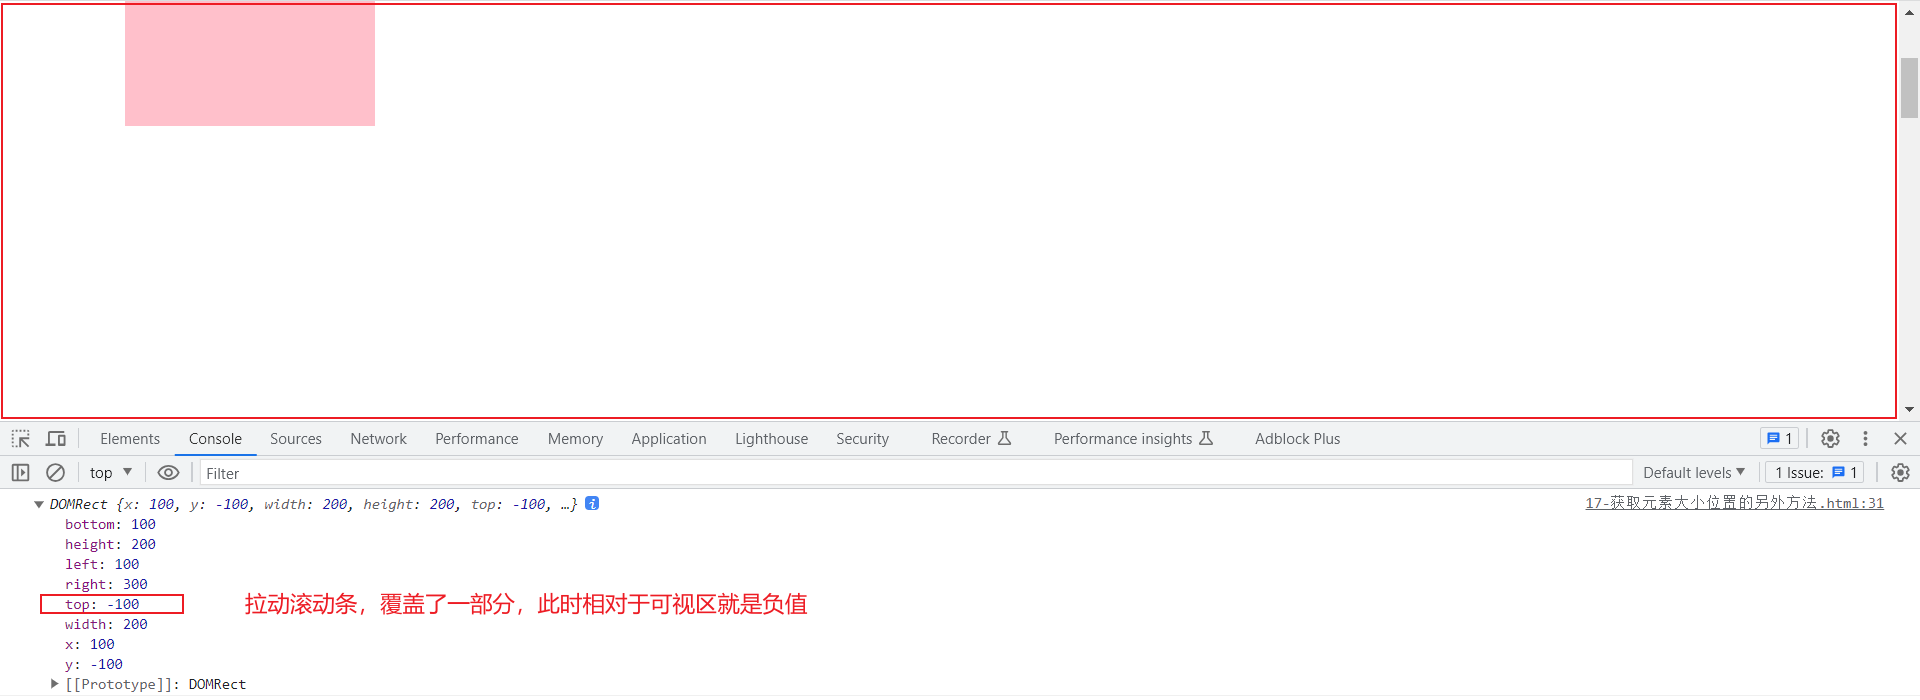 Elements Console Sources Network Performance Memory Application Lighthouse Security Recorder Performance insights Adblock Plus 1
top Filter Default levels 1 Issue: 1
DOMRect {x: 100, y: -100, width: 200, height: 200, top: -100, …} i 17-获取元素大小位置的另外方法.html:31
bottom: 100
height: 200
left: 100
right: 300
top: -100 拉动滚动条，覆盖了一部分，此时相对于可视区就是负值
width: 200
x: 100
y: -100
[[Prototype]]: DOMRect